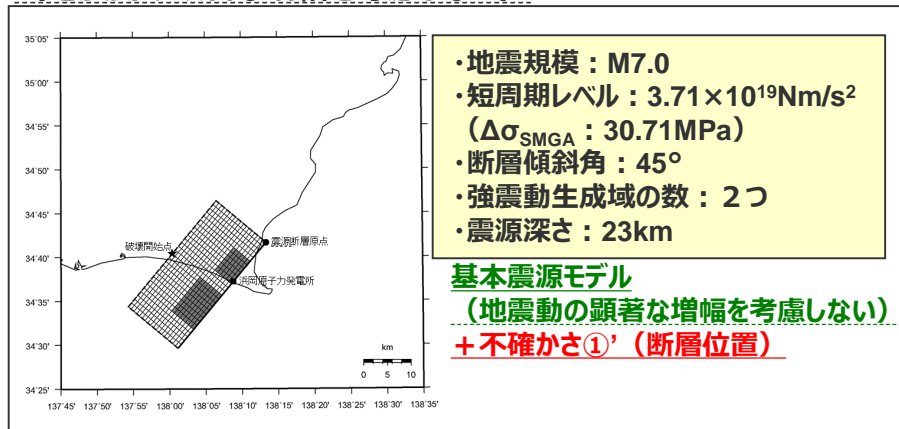 35˚05'
35˚00'
34˚55'
34˚50'
34˚45'
34˚40'
34˚35'
34˚30'
34˚25'
破壊開始点
震源断層原点
浜岡原子力発電所
km
0 5 10
137˚45' 137˚50' 137˚55' 138˚00' 138˚05' 138˚10' 138˚15' 138˚20' 138˚25' 138˚30' 138˚35'
・地震規模：M7.0
・短周期レベル：3.71×10¹⁹Nm/s²
（Δσ_SMGA：30.71MPa）
・断層傾斜角：45°
・強震動生成域の数：２つ
・震源深さ：23km
基本震源モデル
（地震動の顕著な増幅を考慮しない）
＋不確かさ①’（断層位置）